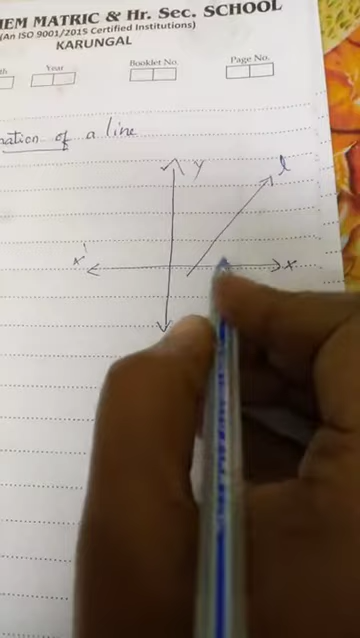 HEM MATRIC & Hr. Sec. SCHOOL
(An ISO 9001/2015 Certified Institutions)
KARUNGAL
Year
Booklet No.
Page No.
nation of a line
y
l
x'
x